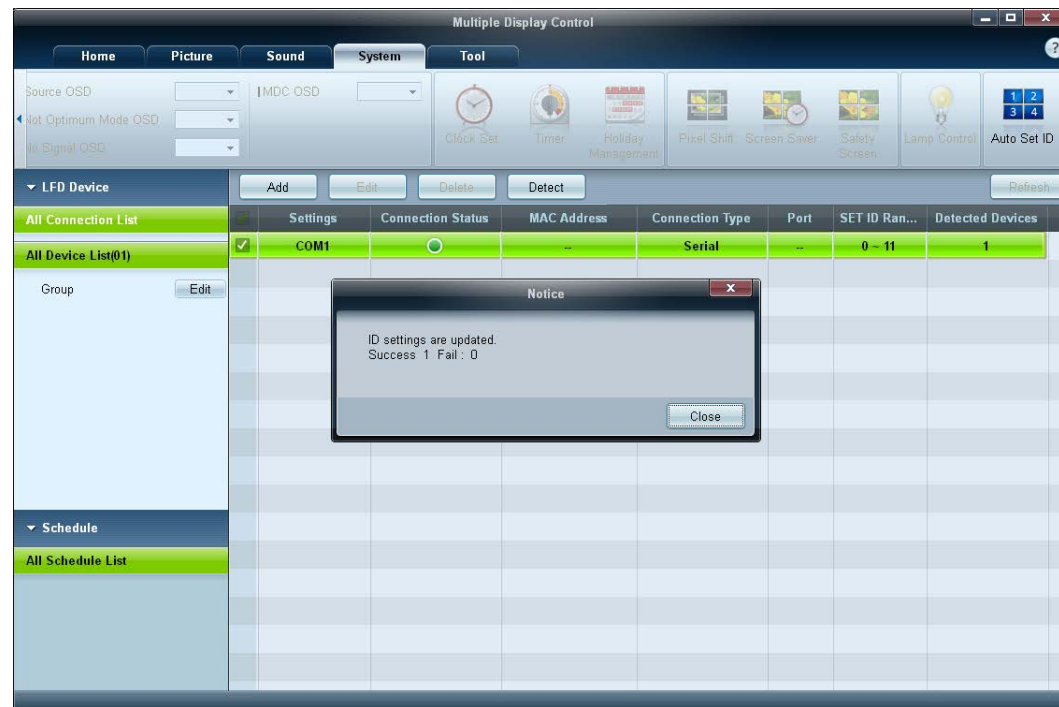 Multiple Display Control
Home Picture Sound System Tool
Source OSD
Not Optimum Mode OSD
No Signal OSD
MDC OSD
Clock Set
Timer
Holiday
Management
Pixel Shift
Screen Saver
Safety
Screen
Lamp Control
1 2
3 4
Auto Set ID
LFD Device
Add Edit Delete Detect Refresh
All Connection List
Settings Connection Status MAC Address Connection Type Port SET ID Ran... Detected Devices
COM1 -- Serial -- 0 ~ 11 1
All Device List(01)
Group Edit
Notice
ID settings are updated.
Success 1 Fail : 0
Close
Schedule
All Schedule List